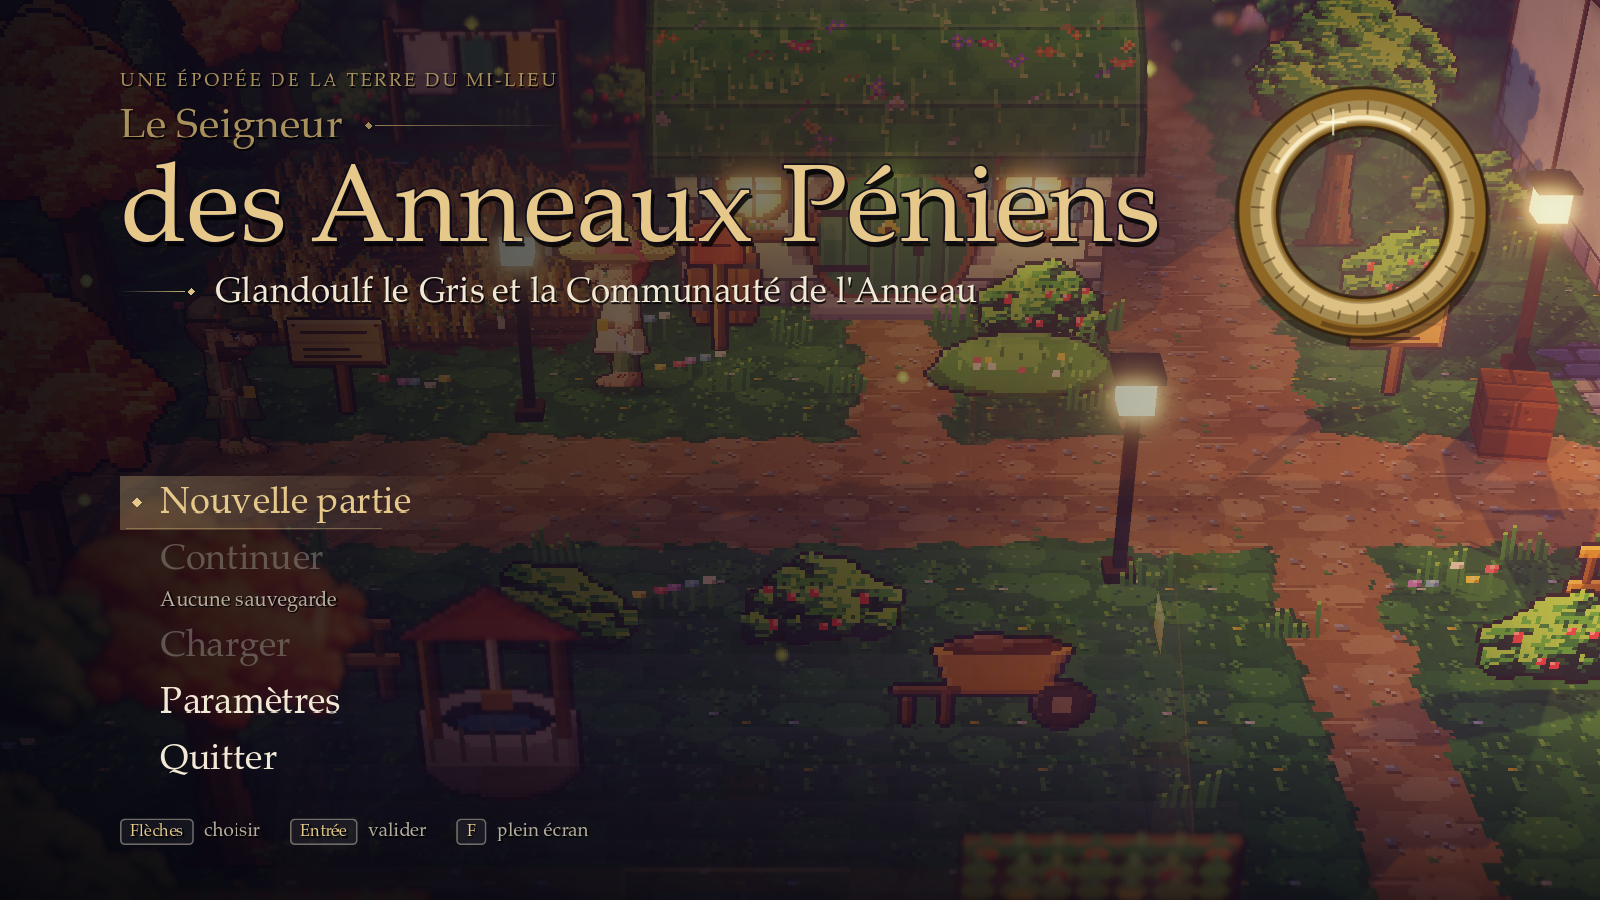 UNE ÉPOPÉE DE LA TERRE DU MI-LIEU
Le Seigneur
des Anneaux Péniens
Glandoulf le Gris et la Communauté de l'Anneau
Nouvelle partie
Continuer
Aucune sauvegarde
Charger
Paramètres
Quitter
Flèches choisir Entrée valider F plein écran